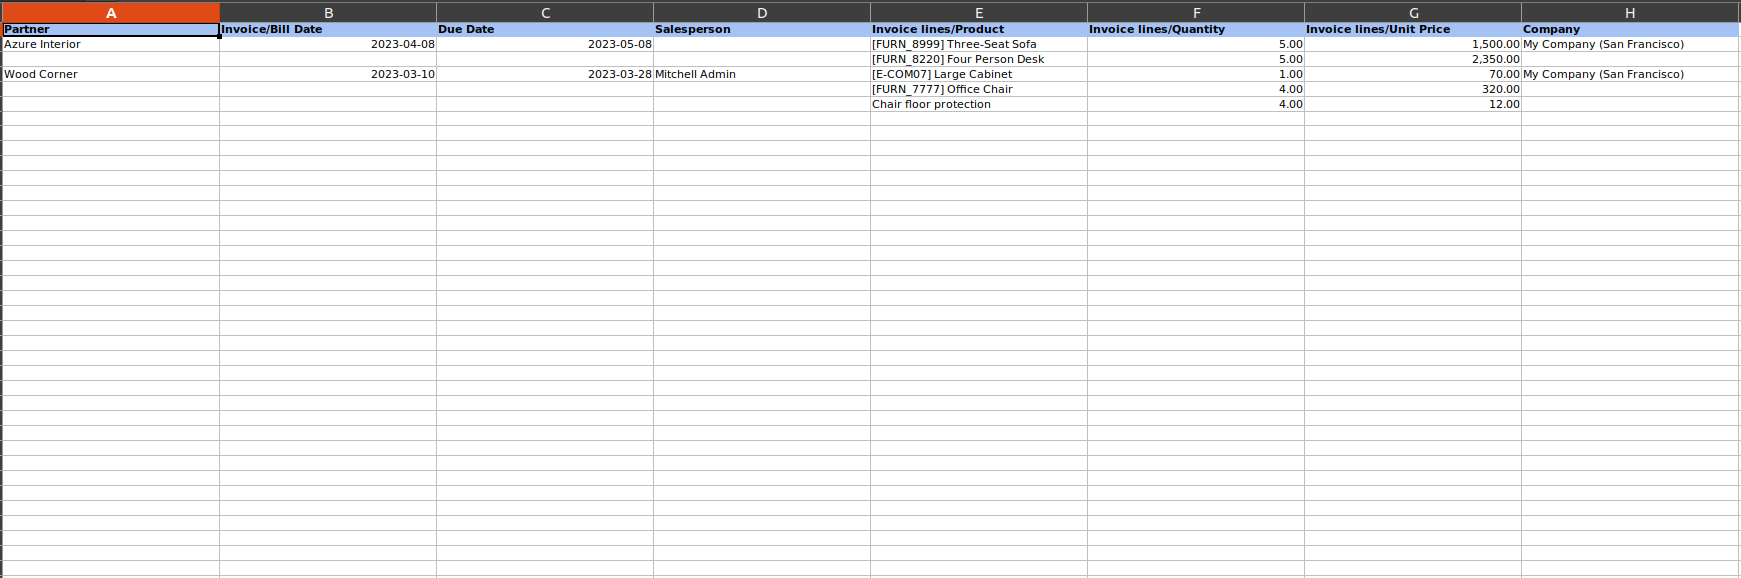 A B C D E F G H
Partner Invoice/Bill Date Due Date Salesperson Invoice lines/Product Invoice lines/Quantity Invoice lines/Unit Price Company
Azure Interior 2023-04-08 2023-05-08 [FURN_8999] Three-Seat Sofa 5.00 1,500.00 My Company (San Francisco)
[FURN_8220] Four Person Desk 5.00 2,350.00
Wood Corner 2023-03-10 2023-03-28 Mitchell Admin [E-COM07] Large Cabinet 1.00 70.00 My Company (San Francisco)
[FURN_7777] Office Chair 4.00 320.00
Chair floor protection 4.00 12.00